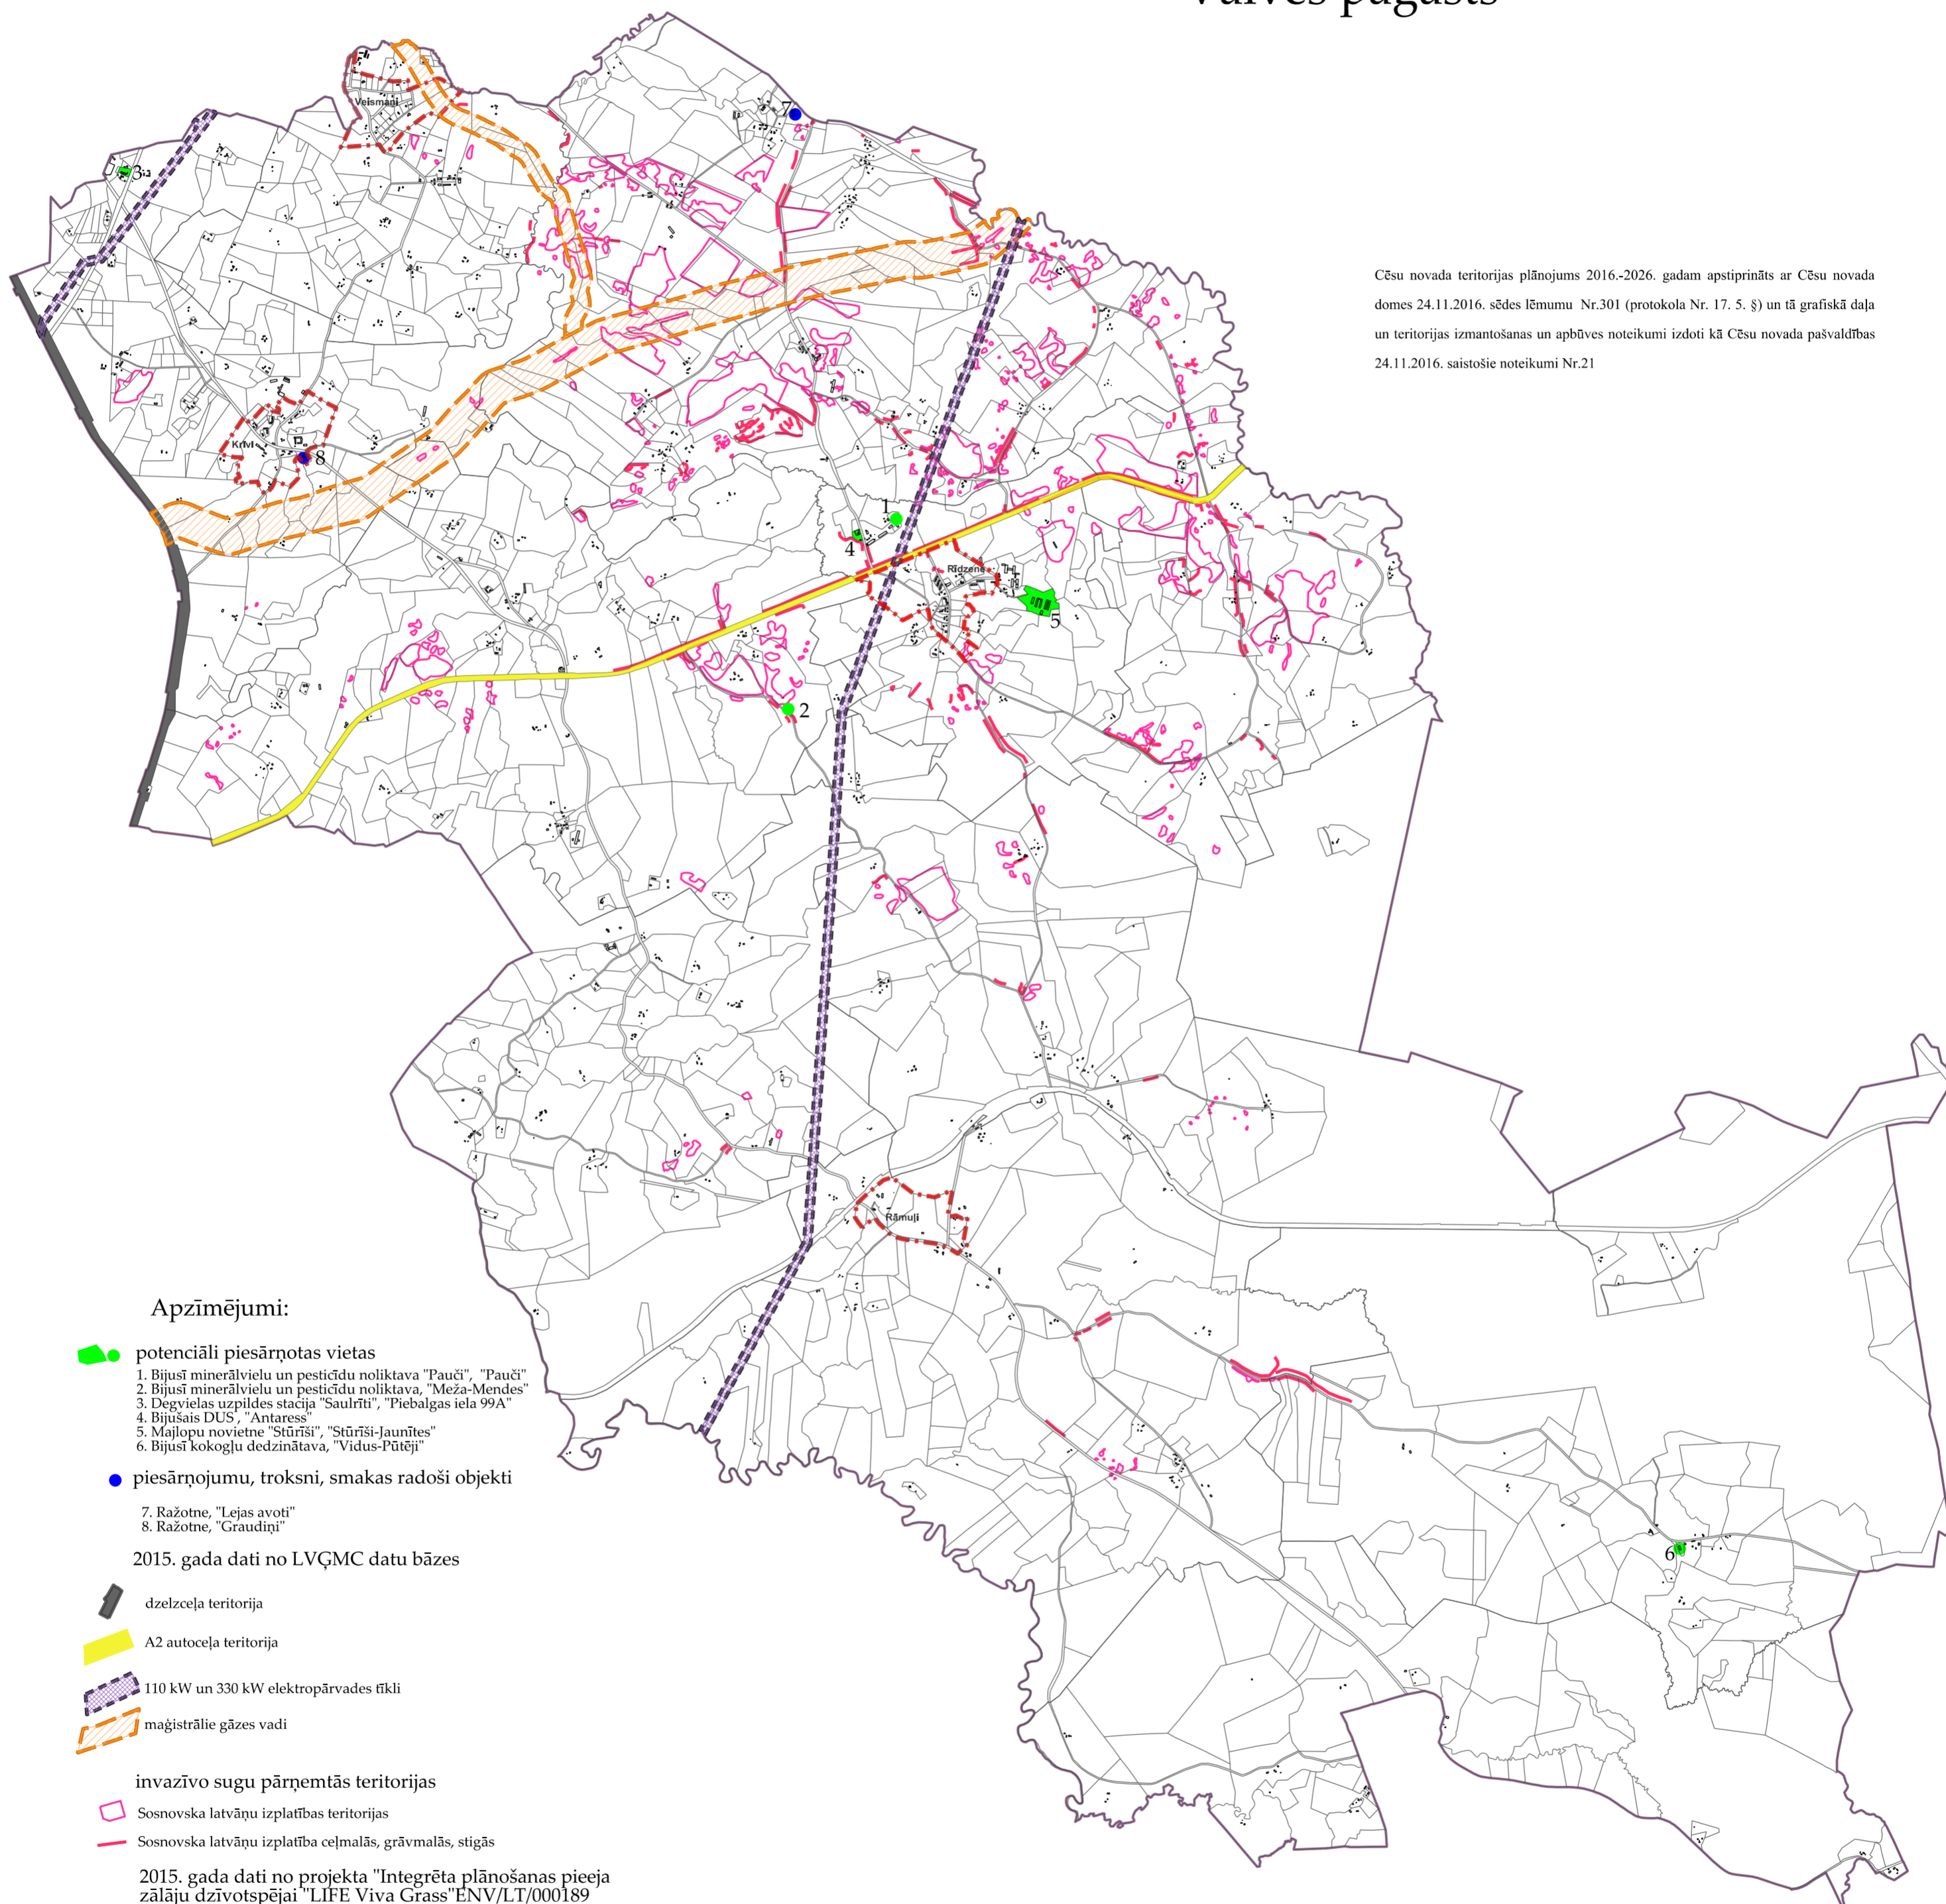 Vaives pagasts
Veismaņi
7
3
Cēsu novada teritorijas plānojums 2016.-2026. gadam apstiprināts ar Cēsu novada
domes 24.11.2016. sēdes lēmumu Nr.301 (protokola Nr. 17. 5. §) un tā grafiskā daļa
un teritorijas izmantošanas un apbūves noteikumi izdoti kā Cēsu novada pašvaldības
24.11.2016. saistošie noteikumi Nr.21
Krīvi
8
1
4
Rīdzene
5
2
Rāmuļi
6
Apzīmējumi:
potenciāli piesārņotas vietas
1. Bijusī minerālvielu un pesticīdu noliktava "Pauči", "Pauči"
2. Bijusī minerālvielu un pesticīdu noliktava, "Meža-Mendes"
3. Degvielas uzpildes stacija "Saulrīti", "Piebalgas iela 99A"
4. Bijušais DUS , "Antaress"
5. Majlopu novietne "Stūrīši", "Stūrīši-Jaunītes"
6. Bijusī kokogļu dedzinātava, "Vidus-Pūtēji"
piesārņojumu, troksni, smakas radoši objekti
7. Ražotne, "Lejas avoti"
8. Ražotne, "Graudiņi"
2015. gada dati no LVĢMC datu bāzes
dzelzceļa teritorija
A2 autoceļa teritorija
110 kW un 330 kW elektropārvades tīkli
maģistrālie gāzes vadi
invazīvo sugu pārņemtās teritorijas
Sosnovska latvāņu izplatības teritorijas
Sosnovska latvāņu izplatība ceļmalās, grāvmalās, stigās
2015. gada dati no projekta "Integrēta plānošanas pieeja
zālāju dzīvotspējai "LIFE Viva Grass"ENV/LT/000189